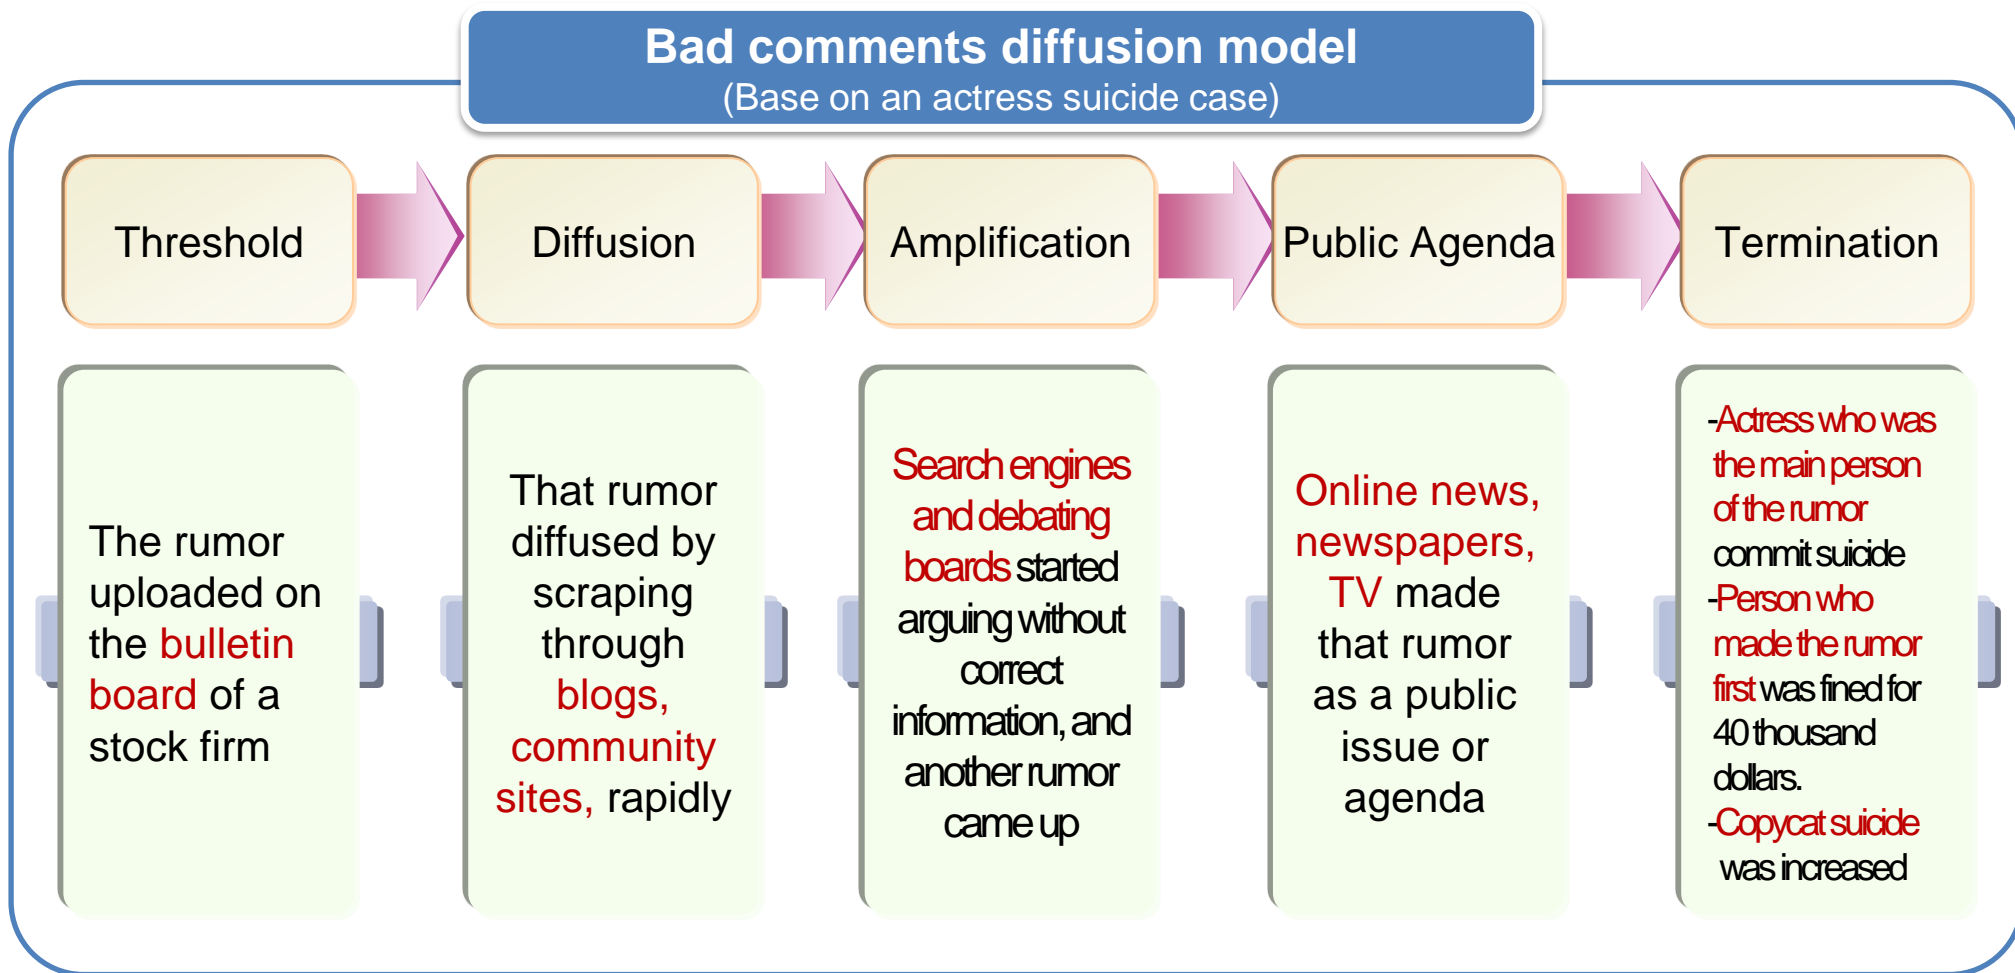 Bad comments diffusion model
(Base on an actress suicide case)
Threshold
Diffusion
Amplification
Public Agenda
Termination
The rumor
uploaded on
the bulletin
board of a
stock firm
That rumor
diffused by
scraping
through
blogs,
community
sites, rapidly
Search engines
and debating
boards started
arguing without
correct
information, and
another rumor
came up
Online news,
newspapers,
TV made
that rumor
as a public
issue or
agenda
-Actress who was
the main person
of the rumor
commit suicide
-Person who
made the rumor
first was fined for
40 thousand
dollars.
-Copycat suicide
was increased